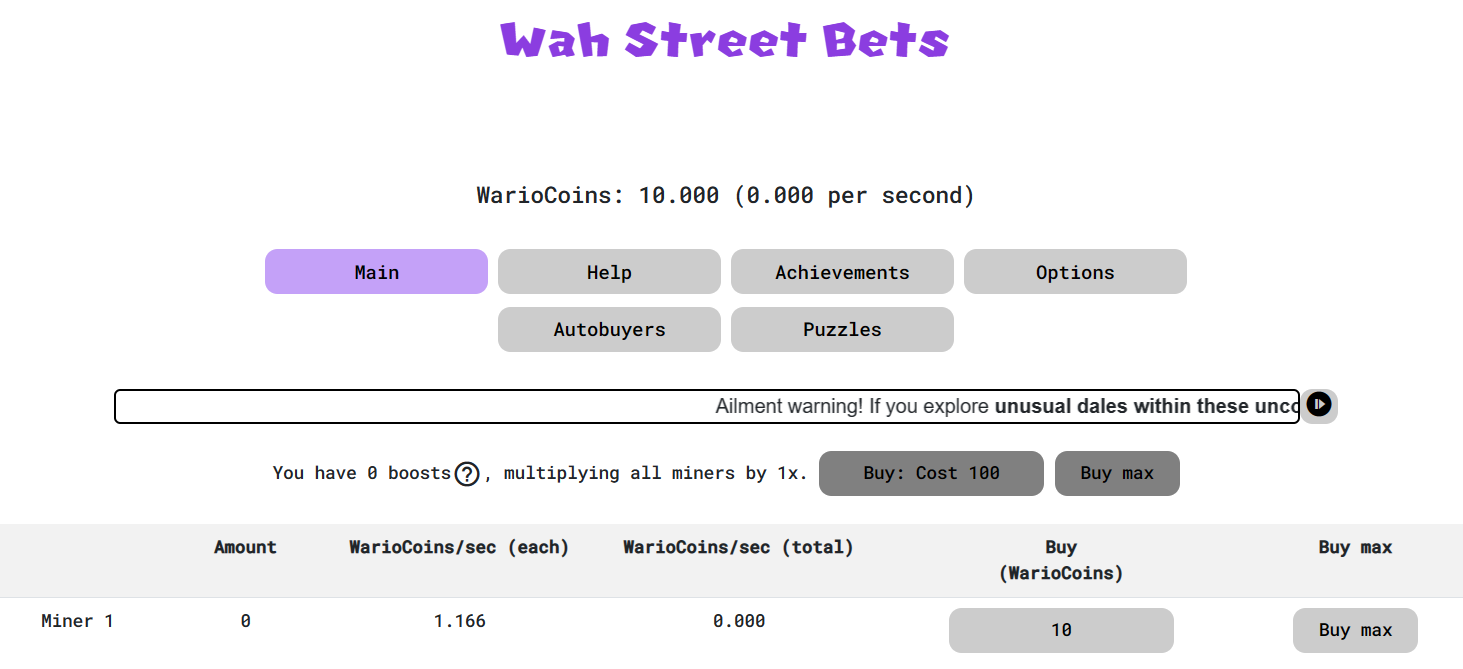 Wah Street Bets
WarioCoins: 10.000 (0.000 per second)
Main Help Achievements Options
Autobuyers Puzzles
Ailment warning! If you explore unusual dales within these
You have 0 boosts?, multiplying all miners by 1x. Buy: Cost 100 Buy max
Amount WarioCoins/sec (each) WarioCoins/sec (total) Buy Buy max
(WarioCoins)
Miner 1 0 1.166 0.000 10 Buy max